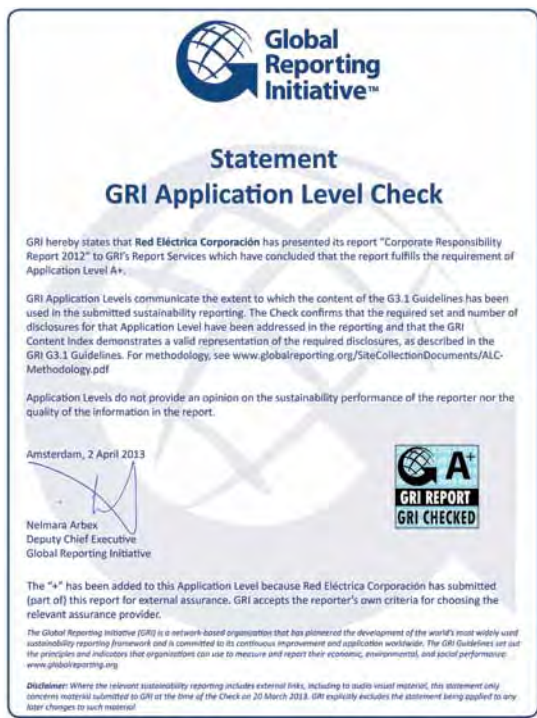 Global
Reporting
Initiative™
Statement
GRI Application Level Check
GRI hereby states that Red Eléctrica Corporación has presented its report "Corporate Responsibility
Report 2012" to GRI's Report Services which have concluded that the report fulfills the requirement of
Application Level A+.
GRI Application Levels communicate the extent to which the content of the G3.1 Guidelines has been
used in the submitted sustainability reporting. The Check confirms that the required set and number of
disclosures for that Application Level have been addressed in the reporting and that the GRI
Content Index demonstrates a valid representation of the required disclosures, as described in the
GRI G3.1 Guidelines. For methodology, see www.globalreporting.org/SiteCollectionDocuments/ALC-
Methodology.pdf
Application Levels do not provide an opinion on the sustainability performance of the reporter nor the
quality of the information in the report.
Amsterdam, 2 April 2013
A+
GRI REPORT
GRI CHECKED
Nelmara Arbex
Deputy Chief Executive
Global Reporting Initiative
The "+" has been added to this Application Level because Red Eléctrica Corporación has submitted
(part of) this report for external assurance. GRI accepts the reporter's own criteria for choosing the
relevant assurance provider.
The Global Reporting Initiative (GRI) is a network-based organization that has pioneered the development of the world's most widely used
sustainability reporting framework and is committed to its continuous improvement and application worldwide. The GRI Guidelines set out
the principles and indicators that organizations can use to measure and report their economic, environmental, and social performance.
www.globalreporting.org
Disclaimer: Where the relevant sustainability reporting includes external links, including to audio visual material, this statement only
concerns material submitted to GRI at the time of the Check on 20 March 2013. GRI explicitly excludes the statement being applied to any
later changes to such material.